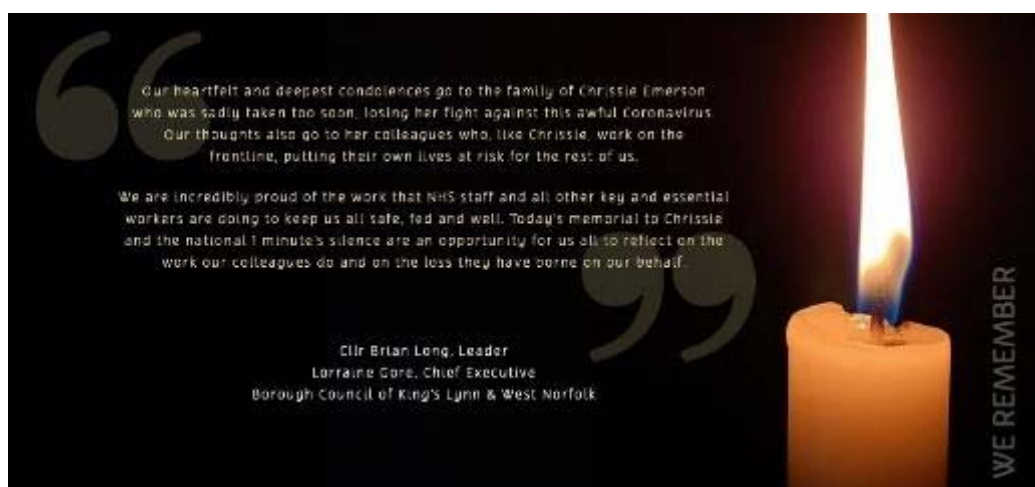 Our heartfelt and deepest condolences go to the family of Chrissie Emerson
who was sadly taken too soon, losing her fight against this awful Coronavirus.
Our thoughts also go to her colleagues who, like Chrissie, work on the
frontline, putting their own lives at risk for the rest of us.
We are incredibly proud of the work that NHS staff and all other key and essential
workers are doing to keep us all safe, fed and well. Today's memorial to Chrissie
and the national 1 minute's silence are an opportunity for us all to reflect on the
work our colleagues do and on the loss they have borne on our behalf.
Cllr Brian Long, Leader
Lorraine Gore, Chief Executive
Borough Council of King's Lynn & West Norfolk
WE REMEMBER